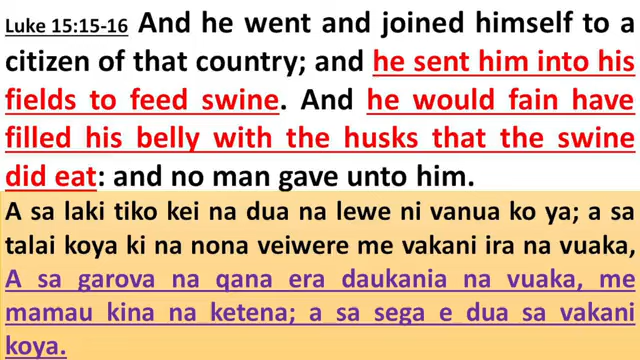 Luke 15:15-16 And he went and joined himself to a
citizen of that country; and he sent him into his
fields to feed swine. And he would fain have
filled his belly with the husks that the swine
did eat: and no man gave unto him.
A sa laki tiko kei na dua na lewe ni vanua ko ya; a sa
talai koya ki na nona veiwere me vakani ira na vuaka,
A sa garova na qana era daukania na vuaka, me
mamau kina na ketena; a sa sega e dua sa vakani
koya.